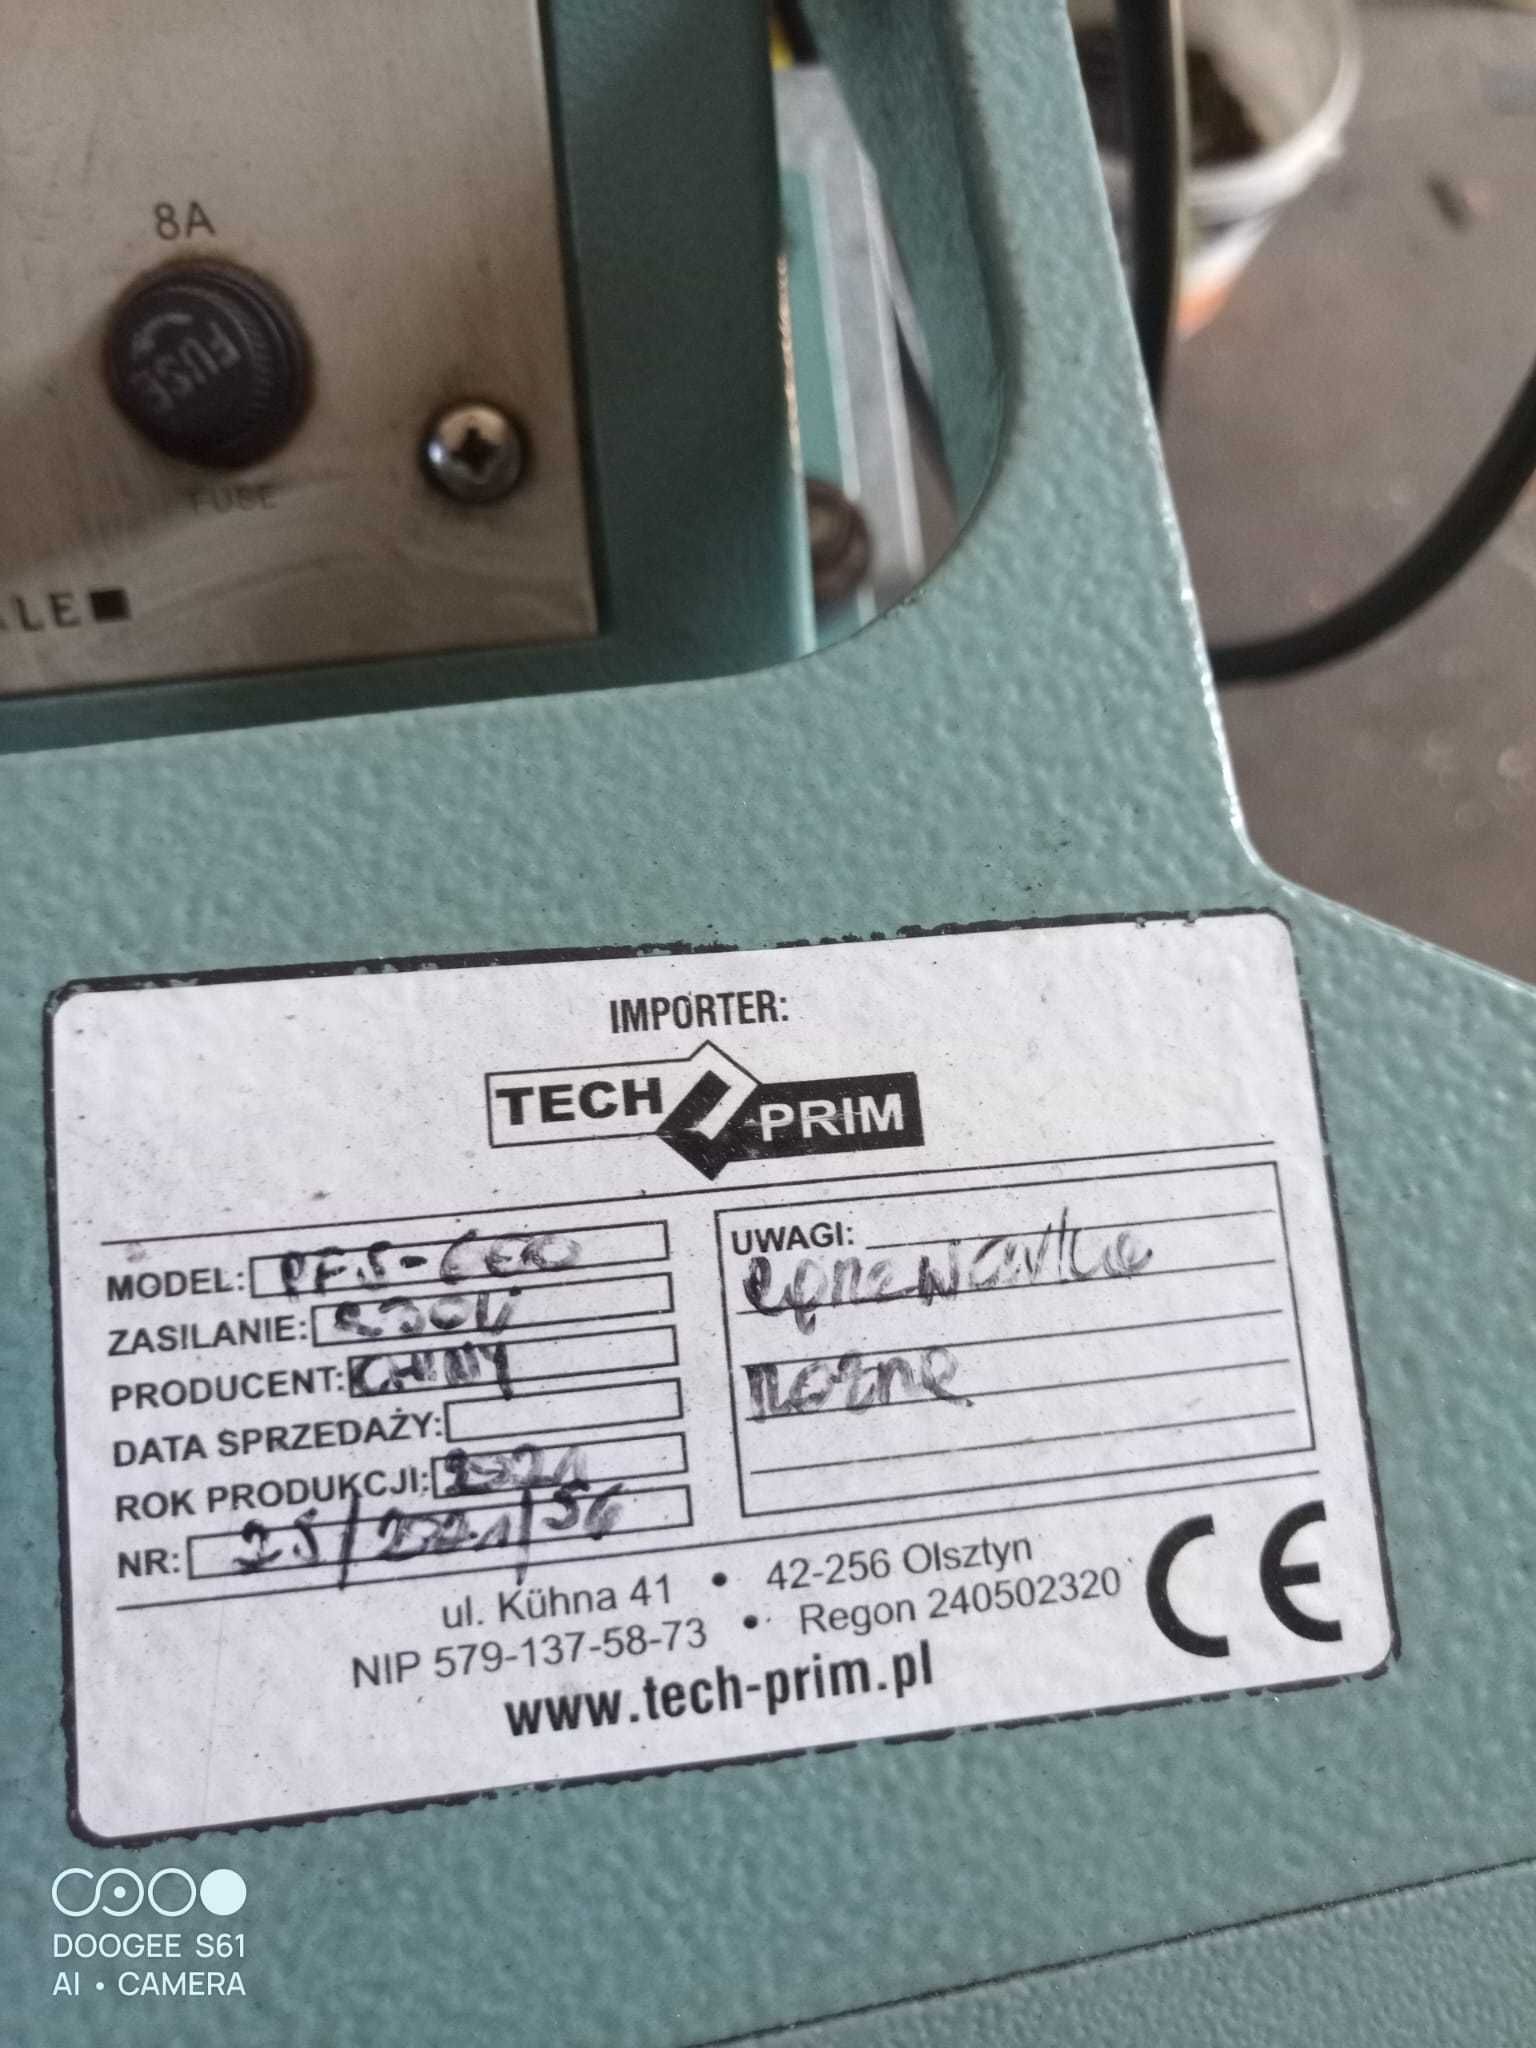 8A
FUSE
FUSE
ALE■
IMPORTER:
TECH PRIM
MODEL: PFS-600
ZASILANIE: 230V
PRODUCENT: CHINY
DATA SPRZEDAŻY:
ROK PRODUKCJI: 2021
NR: 25/2021/56
UWAGI:
nożna
ul. Kühna 41 • 42-256 Olsztyn
NIP 579-137-58-73 • Regon 240502320
www.tech-prim.pl
CE
DOOGEE S61
AI • CAMERA